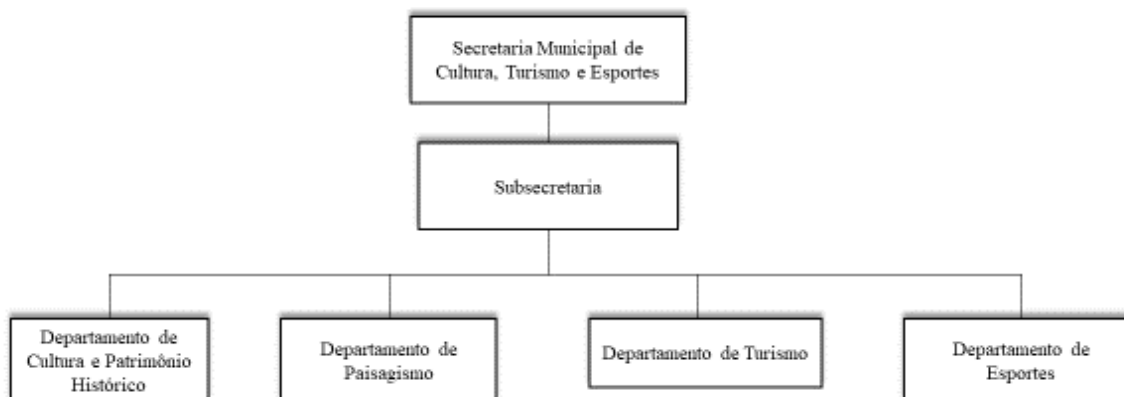 Secretaria Municipal de
Cultura, Turismo e Esportes
Subsecretaria
Departamento de
Cultura e Patrimônio
Histórico
Departamento de
Paisagismo
Departamento de Turismo
Departamento de
Esportes